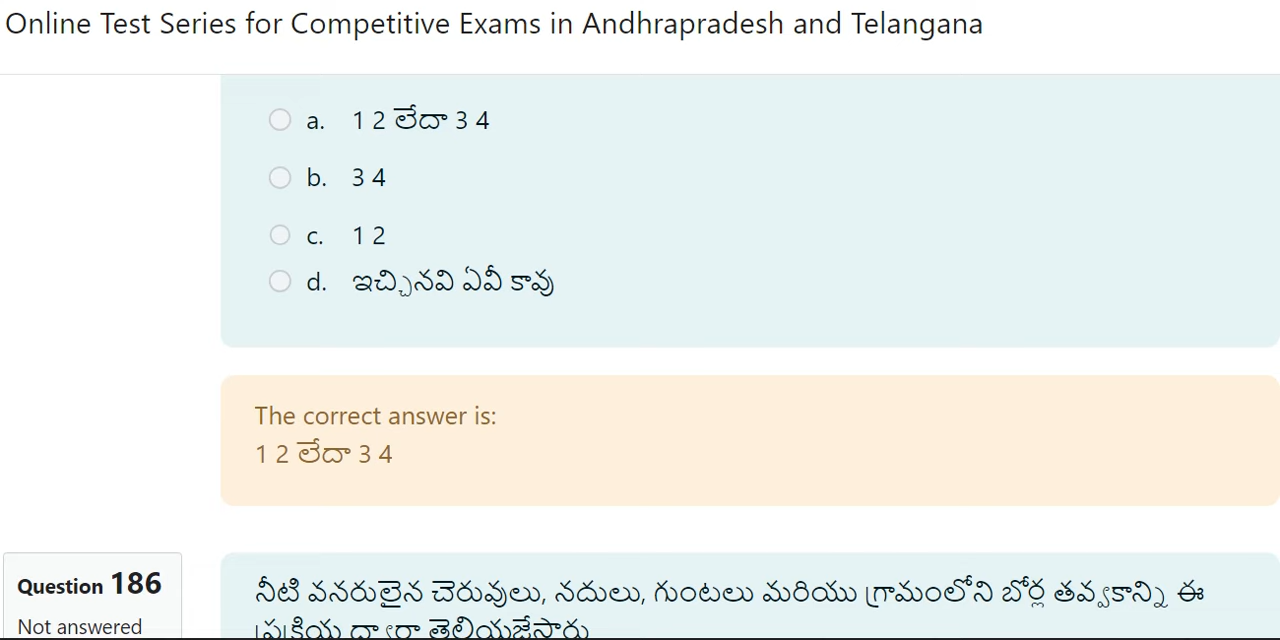 Online Test Series for Competitive Exams in Andhrapradesh and Telangana
a. 1 2 లేదా 3 4
b. 3 4
c. 1 2
d. ఇచ్చినవి ఏవీ కావు
The correct answer is:
1 2 లేదా 3 4
Question 186
Not answered
నీటి వనరులైన చెరువులు, నదులు, గుంటలు మరియు గ్రామంలోని బోర్ల తవ్వకాన్ని ఈ
ప్రక్రియ ద్వారా తెలియజేస్తారు